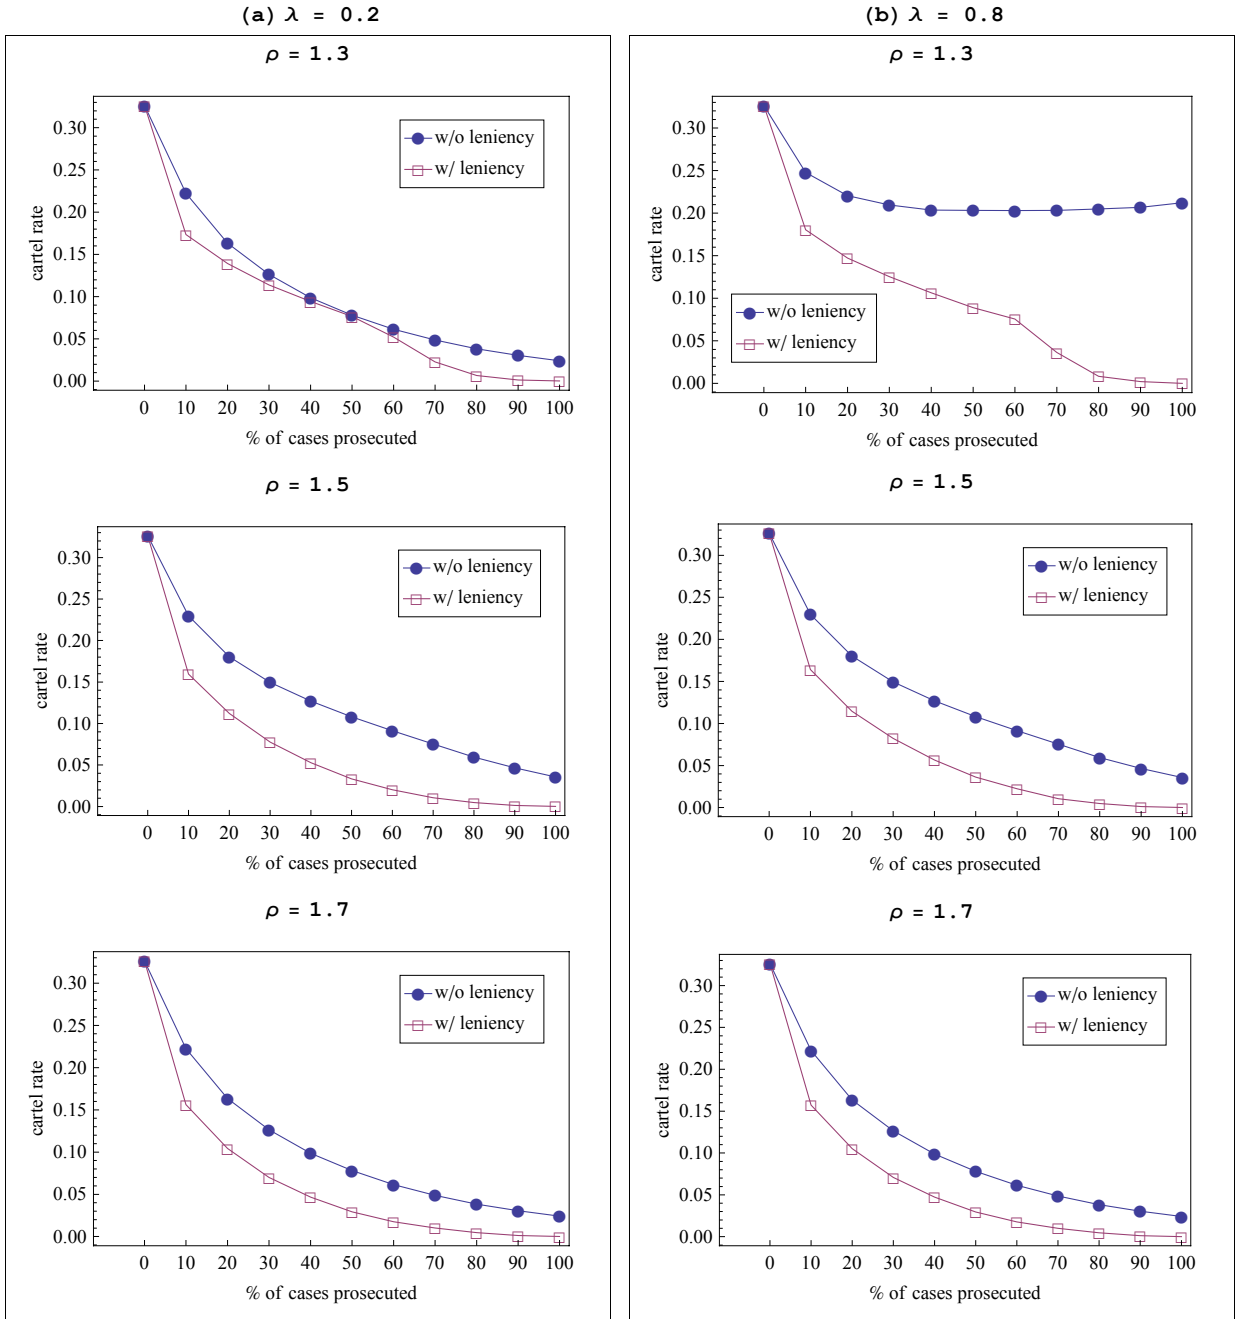 (a) λ = 0.2
ρ = 1.3
0.30
0.25
0.20
0.15
0.10
0.05
0.00
cartel rate
w/o leniency
w/ leniency
0 10 20 30 40 50 60 70 80 90 100
% of cases prosecuted
ρ = 1.5
0.30
0.25
0.20
0.15
0.10
0.05
0.00
cartel rate
w/o leniency
w/ leniency
0 10 20 30 40 50 60 70 80 90 100
% of cases prosecuted
ρ = 1.7
0.30
0.25
0.20
0.15
0.10
0.05
0.00
cartel rate
w/o leniency
w/ leniency
0 10 20 30 40 50 60 70 80 90 100
% of cases prosecuted
(b) λ = 0.8
ρ = 1.3
0.30
0.25
0.20
0.15
0.10
0.05
0.00
cartel rate
w/o leniency
w/ leniency
0 10 20 30 40 50 60 70 80 90 100
% of cases prosecuted
ρ = 1.5
0.30
0.25
0.20
0.15
0.10
0.05
0.00
cartel rate
w/o leniency
w/ leniency
0 10 20 30 40 50 60 70 80 90 100
% of cases prosecuted
ρ = 1.7
0.30
0.25
0.20
0.15
0.10
0.05
0.00
cartel rate
w/o leniency
w/ leniency
0 10 20 30 40 50 60 70 80 90 100
% of cases prosecuted